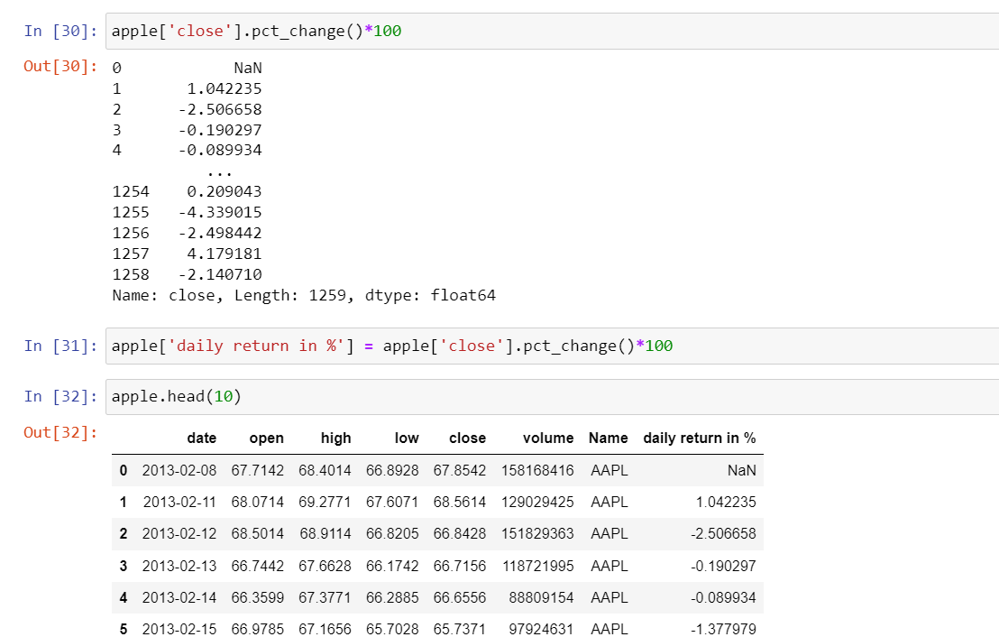 In [30]: apple['close'].pct_change()*100
Out[30]: 0 NaN
1 1.042235
2 -2.506658
3 -0.190297
4 -0.089934
...
1254 0.209043
1255 -4.339015
1256 -2.498442
1257 4.179181
1258 -2.140710
Name: close, Length: 1259, dtype: float64
In [31]: apple['daily return in %'] = apple['close'].pct_change()*100
In [32]: apple.head(10)
Out[32]:
date open high low close volume Name daily return in %
0 2013-02-08 67.7142 68.4014 66.8928 67.8542 158168416 AAPL NaN
1 2013-02-11 68.0714 69.2771 67.6071 68.5614 129029425 AAPL 1.042235
2 2013-02-12 68.5014 68.9114 66.8205 66.8428 151829363 AAPL -2.506658
3 2013-02-13 66.7442 67.6628 66.1742 66.7156 118721995 AAPL -0.190297
4 2013-02-14 66.3599 67.3771 66.2885 66.6556 88809154 AAPL -0.089934
5 2013-02-15 66.9785 67.1656 65.7028 65.7371 97924631 AAPL -1.377979